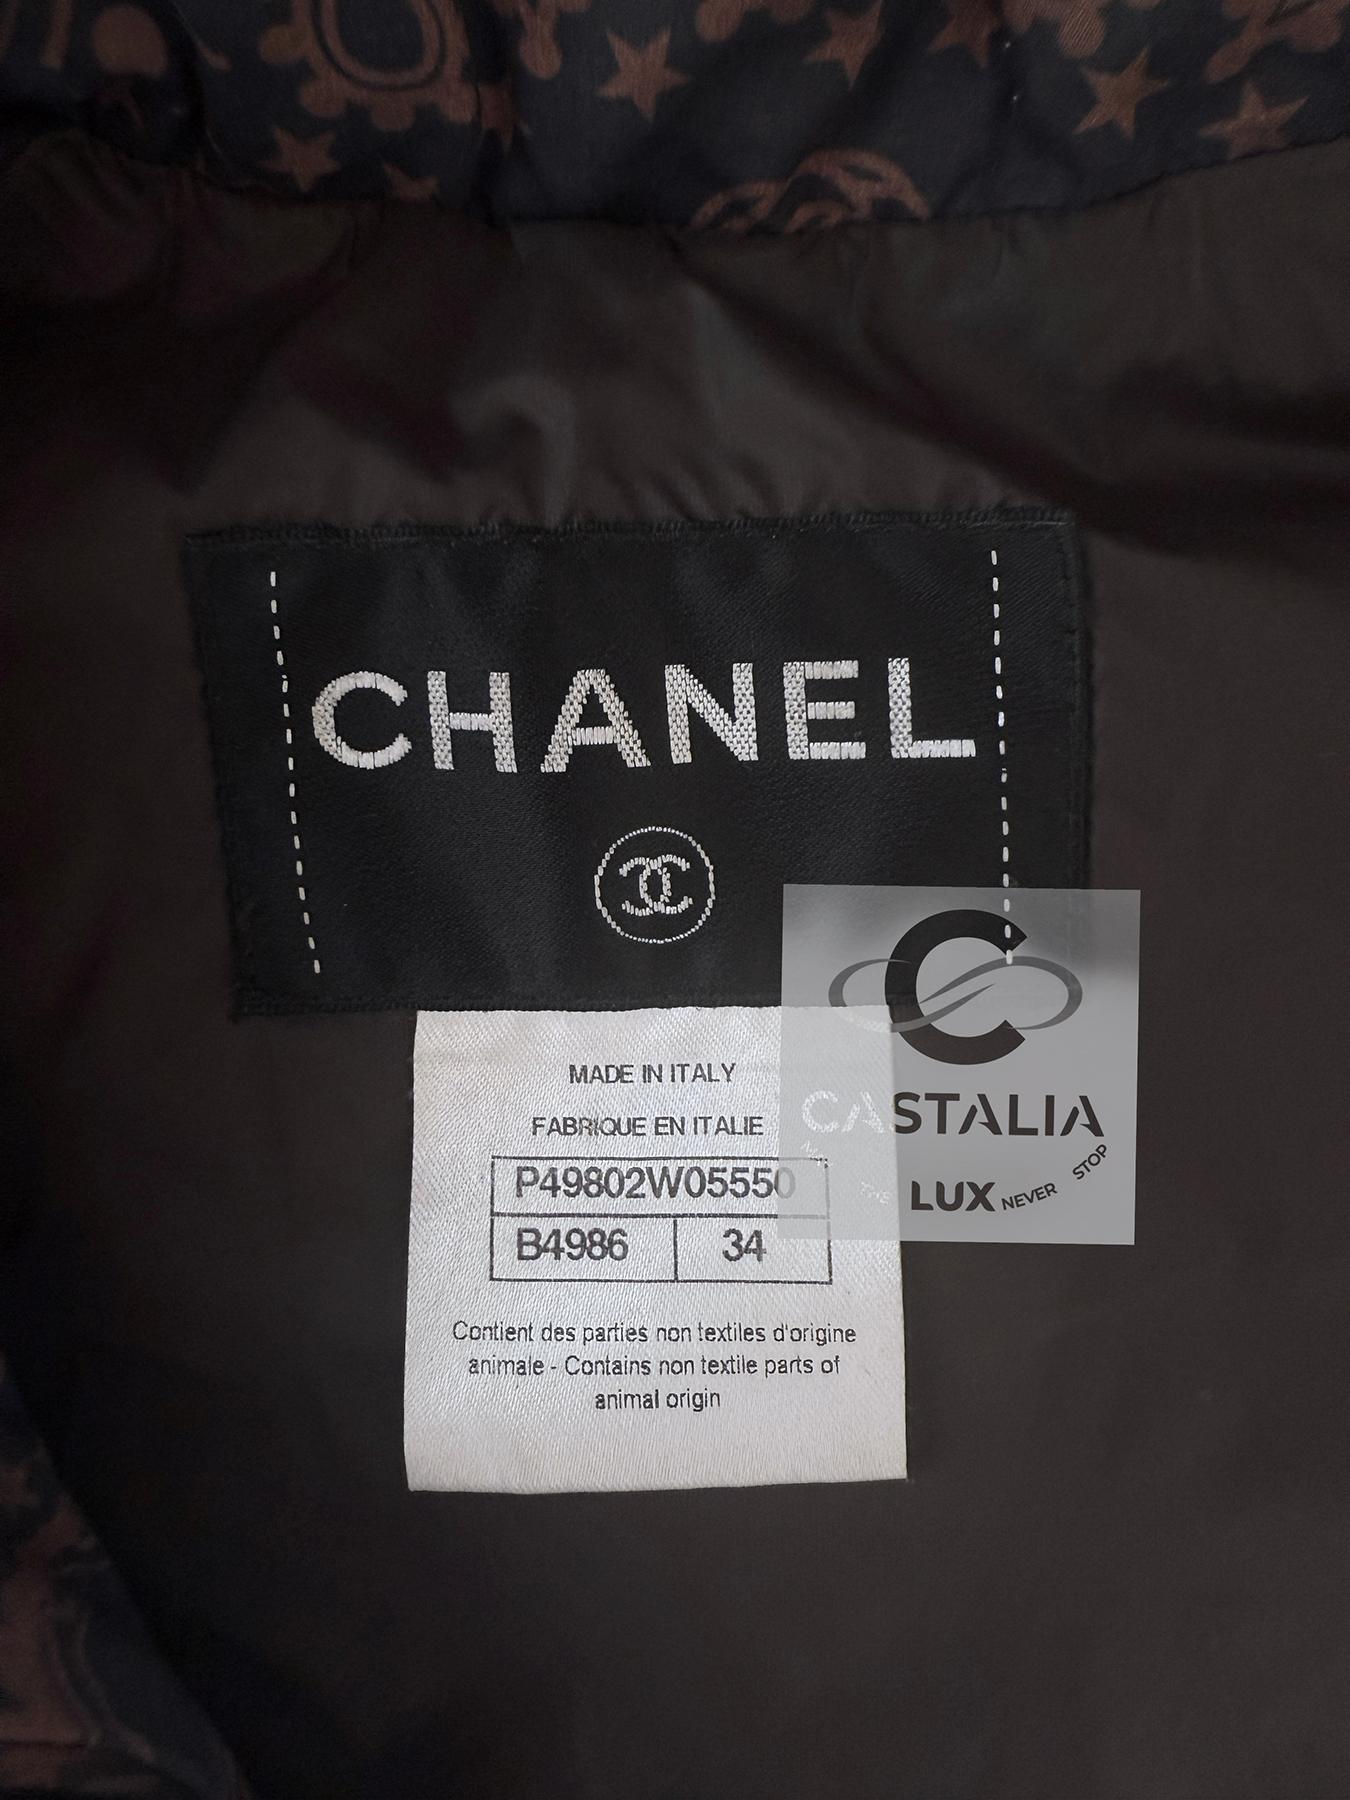 CHANEL
MADE IN ITALY
FABRIQUE EN ITALIE
P49802W05550
B4986 34
Contient des parties non textiles d'origine
animale - Contains non textile parts of
animal origin
CASTALIA
THE LUX NEVER STOP